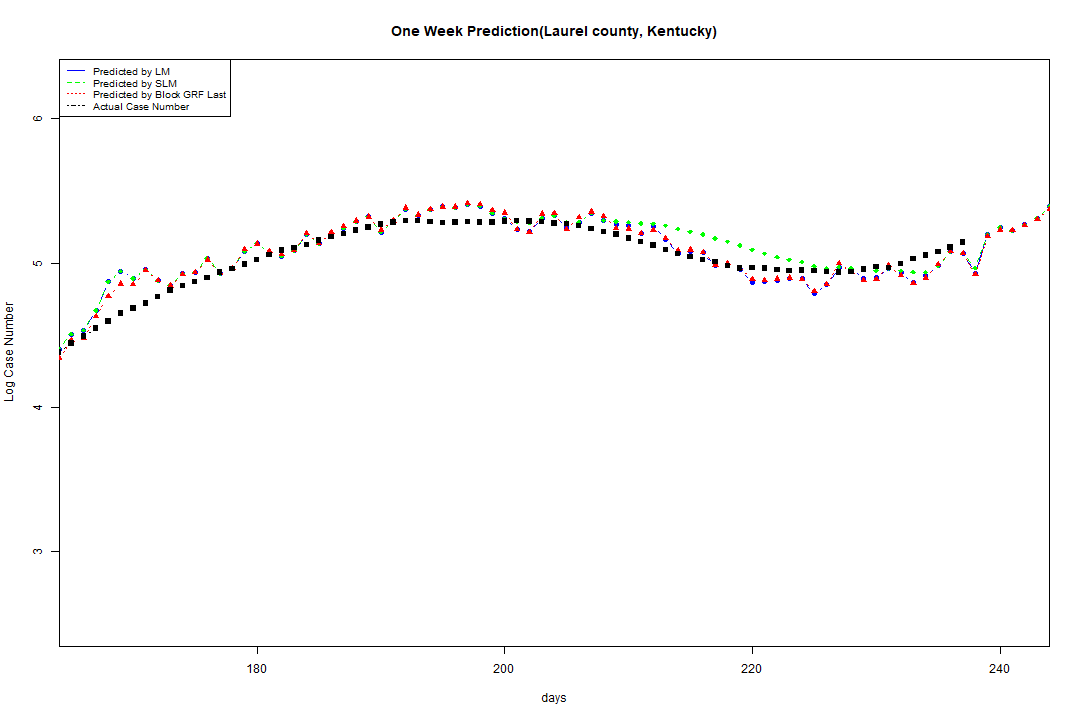 One Week Prediction(Laurel county, Kentucky)
Predicted by LM
Predicted by SLM
Predicted by Block GRF Last
Actual Case Number
6
5
4
3
Log Case Number
180 200 220 240
days